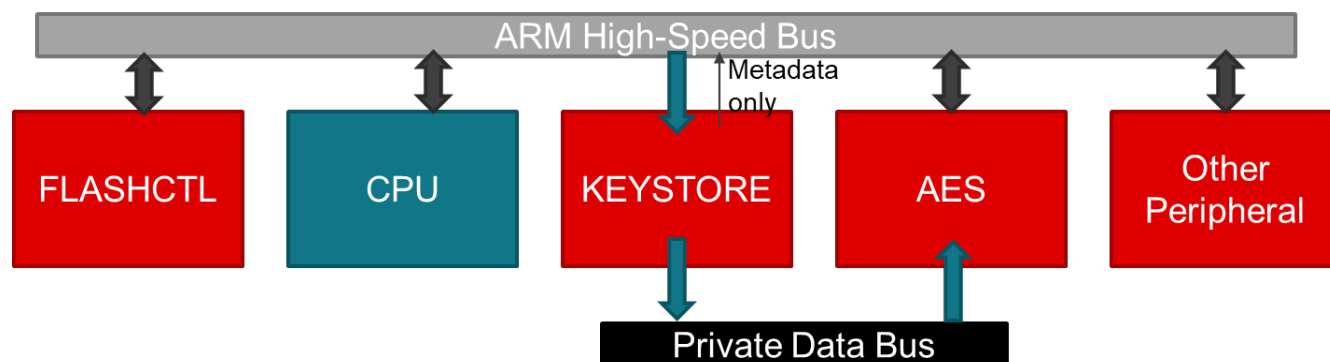 ARM High-Speed Bus
Metadata
only
FLASHCTL
CPU
KEYSTORE
AES
Other
Peripheral
Private Data Bus